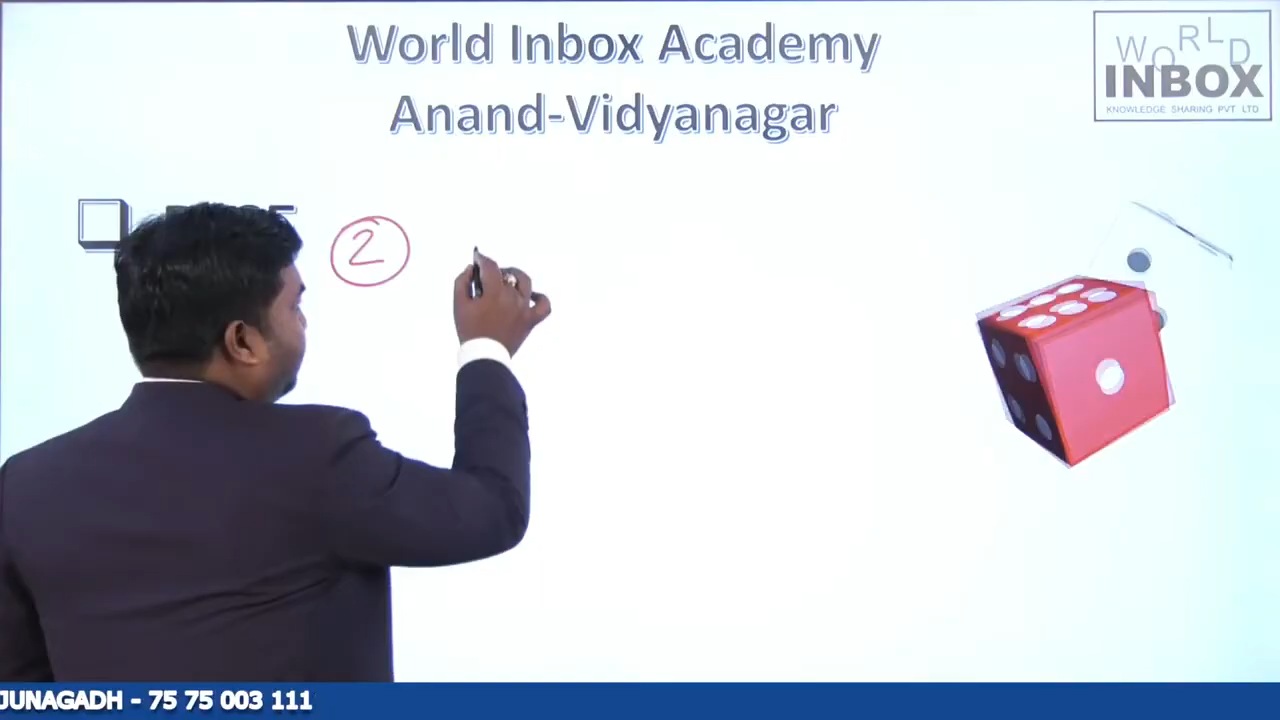 World Inbox Academy
Anand-Vidyanagar
WORLD
INBOX
KNOWLEDGE SHARING PVT LTD
2
JUNAGADH - 75 75 003 111